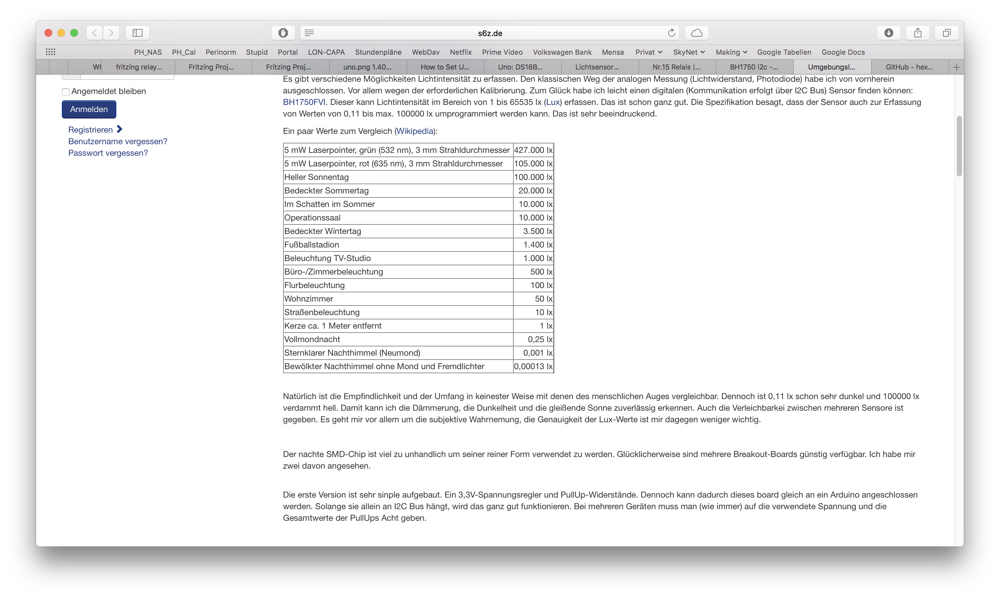 s6z.de
PH_NAS PH_Cal Perinorm Stupid Portal LON-CAPA Stundenpläne WebDav Netflix Prime Video Volkswagen Bank Mensa Privat SkyNet Making Google Tabellen Google Docs
fritzing relay... Fritzing Proj... Fritzing Proj... uno.png 1.40... How to Set U... Uno: DS18B... Lichtsensor... Nr.15 Relais |... BH1750 i2c -... Umgebungsl... GitHub - hex...
Angemeldet bleiben
Anmelden
Registrieren
Benutzername vergessen?
Passwort vergessen?
Es gibt verschiedene Möglichkeiten Lichtintensität zu erfassen. Den klassischen Weg der analogen Messung (Lichtwiderstand, Photodiode) habe ich von vornherein
ausgeschlossen. Vor allem wegen der erforderlichen Kalibrierung. Zum Glück habe ich leicht einen digitalen (Kommunikation erfolgt über I2C Bus) Sensor finden können:
BH1750FVI. Dieser kann Lichtintensität im Bereich von 1 bis 65535 lx (Lux) erfassen. Das ist schon ganz gut. Die Spezifikation besagt, dass der Sensor auch zur Erfassung
von Werten von 0,11 bis max. 100000 lx umprogrammiert werden kann. Das ist sehr beeindruckend.
Ein paar Werte zum Vergleich (Wikipedia):
5 mW Laserpointer, grün (532 nm), 3 mm Strahldurchmesser 427.000 lx
5 mW Laserpointer, rot (635 nm), 3 mm Strahldurchmesser 105.000 lx
Heller Sonnentag 100.000 lx
Bedeckter Sommertag 20.000 lx
Im Schatten im Sommer 10.000 lx
Operationssaal 10.000 lx
Bedeckter Wintertag 3.500 lx
Fußballstadion 1.400 lx
Beleuchtung TV-Studio 1.000 lx
Büro-/Zimmerbeleuchtung 500 lx
Flurbeleuchtung 100 lx
Wohnzimmer 50 lx
Straßenbeleuchtung 10 lx
Kerze ca. 1 Meter entfernt 1 lx
Vollmondnacht 0,25 lx
Sternklarer Nachthimmel (Neumond) 0,001 lx
Bewölkter Nachthimmel ohne Mond und Fremdlichter 0,00013 lx
Natürlich ist die Empfindlichkeit und der Umfang in keinester Weise mit denen des menschlichen Auges vergleichbar. Dennoch ist 0,11 lx schon sehr dunkel und 100000 lx
verdammt hell. Damit kann ich die Dämmerung, die Dunkelheit und die gleißende Sonne zuverlässig erkennen. Auch die Verleichbarkei zwischen mehreren Sensore ist
gegeben. Es geht mir vor allem um die subjektive Wahrnemung, die Genauigkeit der Lux-Werte ist mir dagegen weniger wichtig.
Der nachte SMD-Chip ist viel zu unhandlich um seiner reiner Form verwendet zu werden. Glücklicherweise sind mehrere Breakout-Boards günstig verfügbar. Ich habe mir
zwei davon angesehen.
Die erste Version ist sehr sinple aufgebaut. Ein 3,3V-Spannungsregler und PullUp-Widerstände. Dennoch kann dadurch dieses board gleich an ein Arduino angeschlossen
werden. Solange sie allein an I2C Bus hängt, wird das ganz gut funktionieren. Bei mehreren Geräten muss man (wie immer) auf die verwendete Spannung und die
Gesamtwerte der PullUps Acht geben.